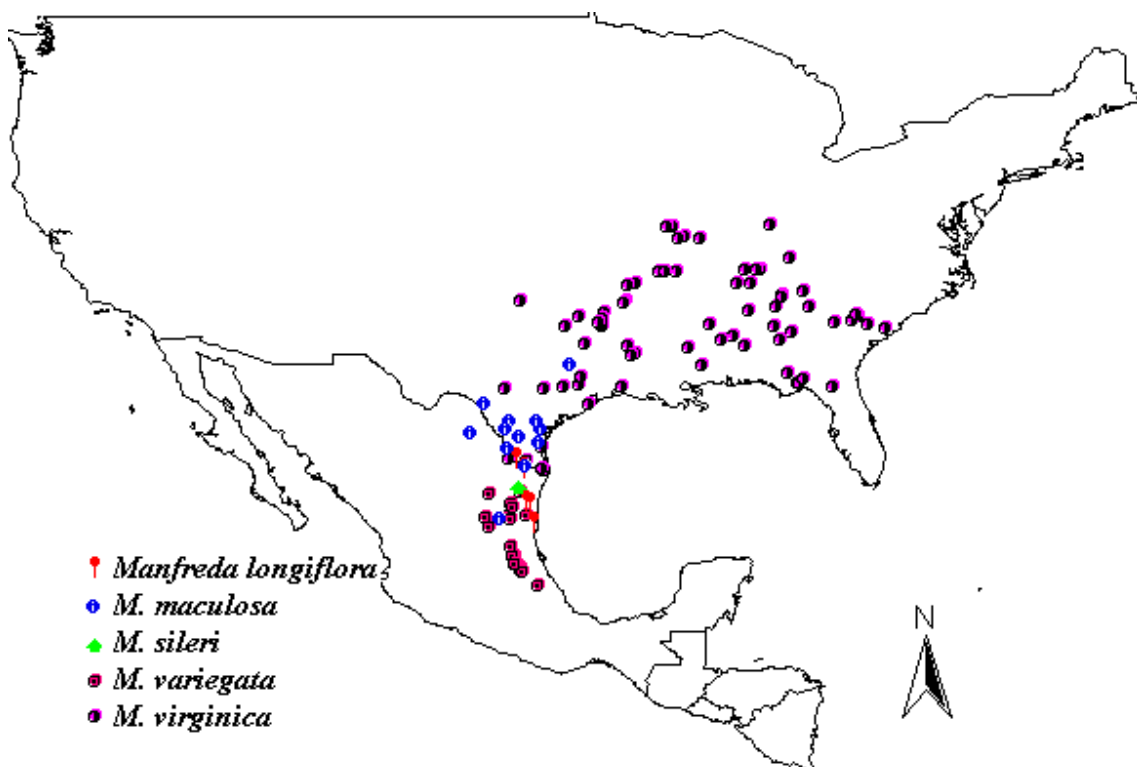 Manfreda longiflora
M. maculosa
M. sileri
M. variegata
M. virginica
N